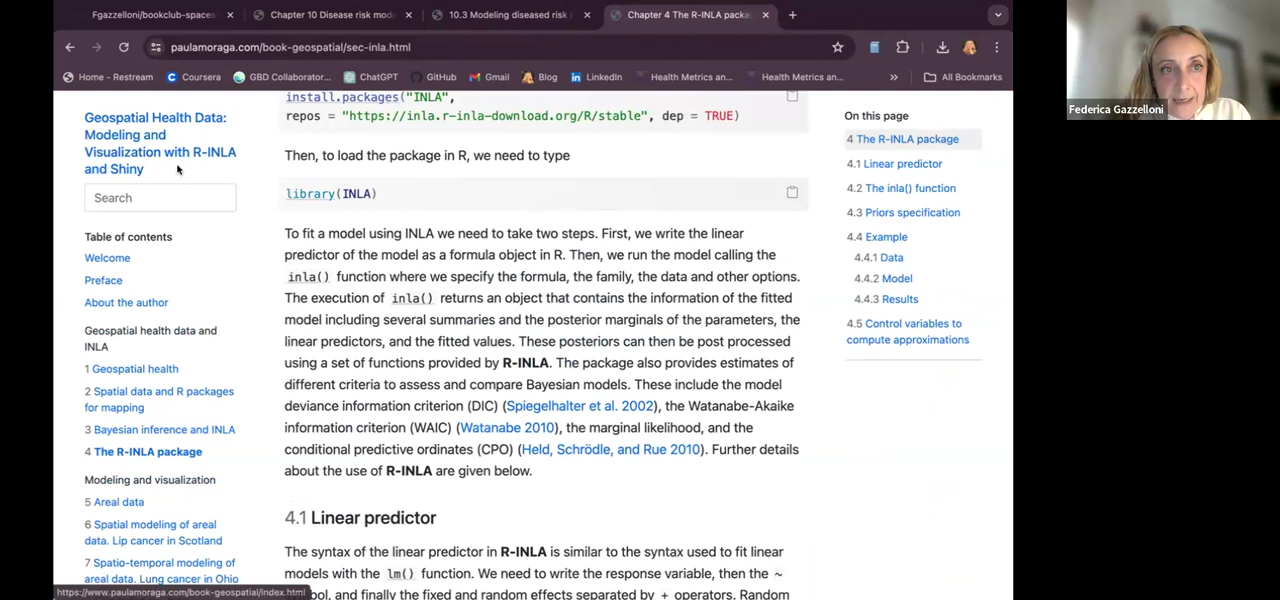 Fgazzelloni/bookclub-spaces
Chapter 10 Disease risk mode
10.3 Modeling diseased risk
Chapter 4 The R-INLA packa
paulamoraga.com/book-geospatial/sec-inla.html
Home - Restream
Coursera
GBD Collaborator...
ChatGPT
GitHub
Gmail
Blog
LinkedIn
Health Metrics an...
Health Metrics an...
All Bookmarks
Federica Gazzelloni
Geospatial Health Data:
Modeling and
Visualization with R-INLA
and Shiny
Search
Table of contents
Welcome
Preface
About the author
Geospatial health data and
INLA
1 Geospatial health
2 Spatial data and R packages
for mapping
3 Bayesian inference and INLA
4 The R-INLA package
Modeling and visualization
5 Areal data
6 Spatial modeling of areal
data. Lip cancer in Scotland
7 Spatio-temporal modeling of
areal data. Lung cancer in Ohio
https://www.paulamoraga.com/book-geospatial/index.html
install.packages("INLA",
repos = "https://inla.r-inla-download.org/R/stable", dep = TRUE)
Then, to load the package in R, we need to type
library(INLA)
To fit a model using INLA we need to take two steps. First, we write the linear
predictor of the model as a formula object in R. Then, we run the model calling the
inla() function where we specify the formula, the family, the data and other options.
The execution of inla() returns an object that contains the information of the fitted
model including several summaries and the posterior marginals of the parameters, the
linear predictors, and the fitted values. These posteriors can then be post processed
using a set of functions provided by R-INLA. The package also provides estimates of
different criteria to assess and compare Bayesian models. These include the model
deviance information criterion (DIC) (Spiegelhalter et al. 2002), the Watanabe-Akaike
information criterion (WAIC) (Watanabe 2010), the marginal likelihood, and the
conditional predictive ordinates (CPO) (Held, Schrödle, and Rue 2010). Further details
about the use of R-INLA are given below.
4.1 Linear predictor
The syntax of the linear predictor in R-INLA is similar to the syntax used to fit linear
models with the lm() function. We need to write the response variable, then the ~
bol, and finally the fixed and random effects separated by + operators. Random
On this page
4 The R-INLA package
4.1 Linear predictor
4.2 The inla() function
4.3 Priors specification
4.4 Example
4.4.1 Data
4.4.2 Model
4.4.3 Results
4.5 Control variables to
compute approximations